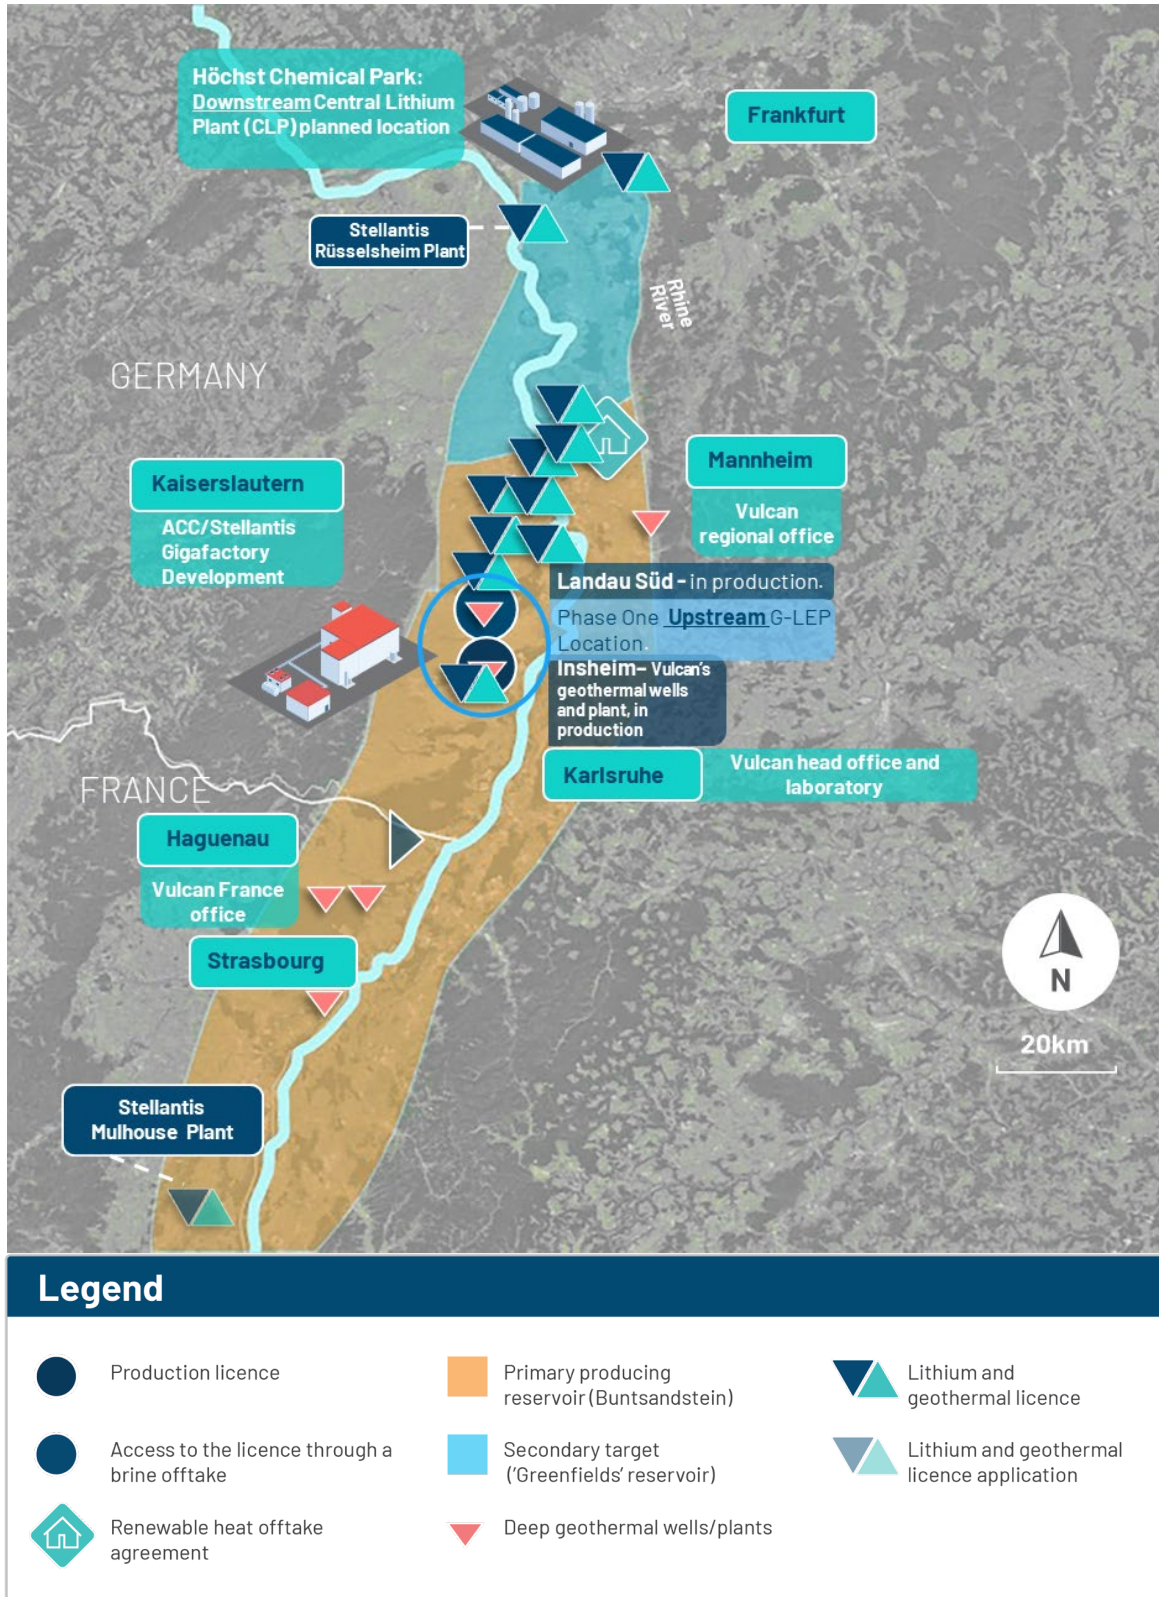 Höchst Chemical Park:
Downstream Central Lithium
Plant (CLP) planned location
Frankfurt
Stellantis
Rüsselsheim Plant
Rhine
River
GERMANY
Kaiserslautern
ACC/Stellantis
Gigafactory
Development
Mannheim
Vulcan
regional office
Landau Süd - in production.
Phase One Upstream G-LEP
Location.
Insheim– Vulcan's
geothermal wells
and plant, in
production
Karlsruhe
Vulcan head office and
laboratory
FRANCE
Haguenau
Vulcan France
office
Strasbourg
N
20km
Stellantis
Mulhouse Plant
Legend
Production licence
Access to the licence through a
brine offtake
Renewable heat offtake
agreement
Primary producing
reservoir (Buntsandstein)
Secondary target
('Greenfields' reservoir)
Deep geothermal wells/plants
Lithium and
geothermal licence
Lithium and geothermal
licence application